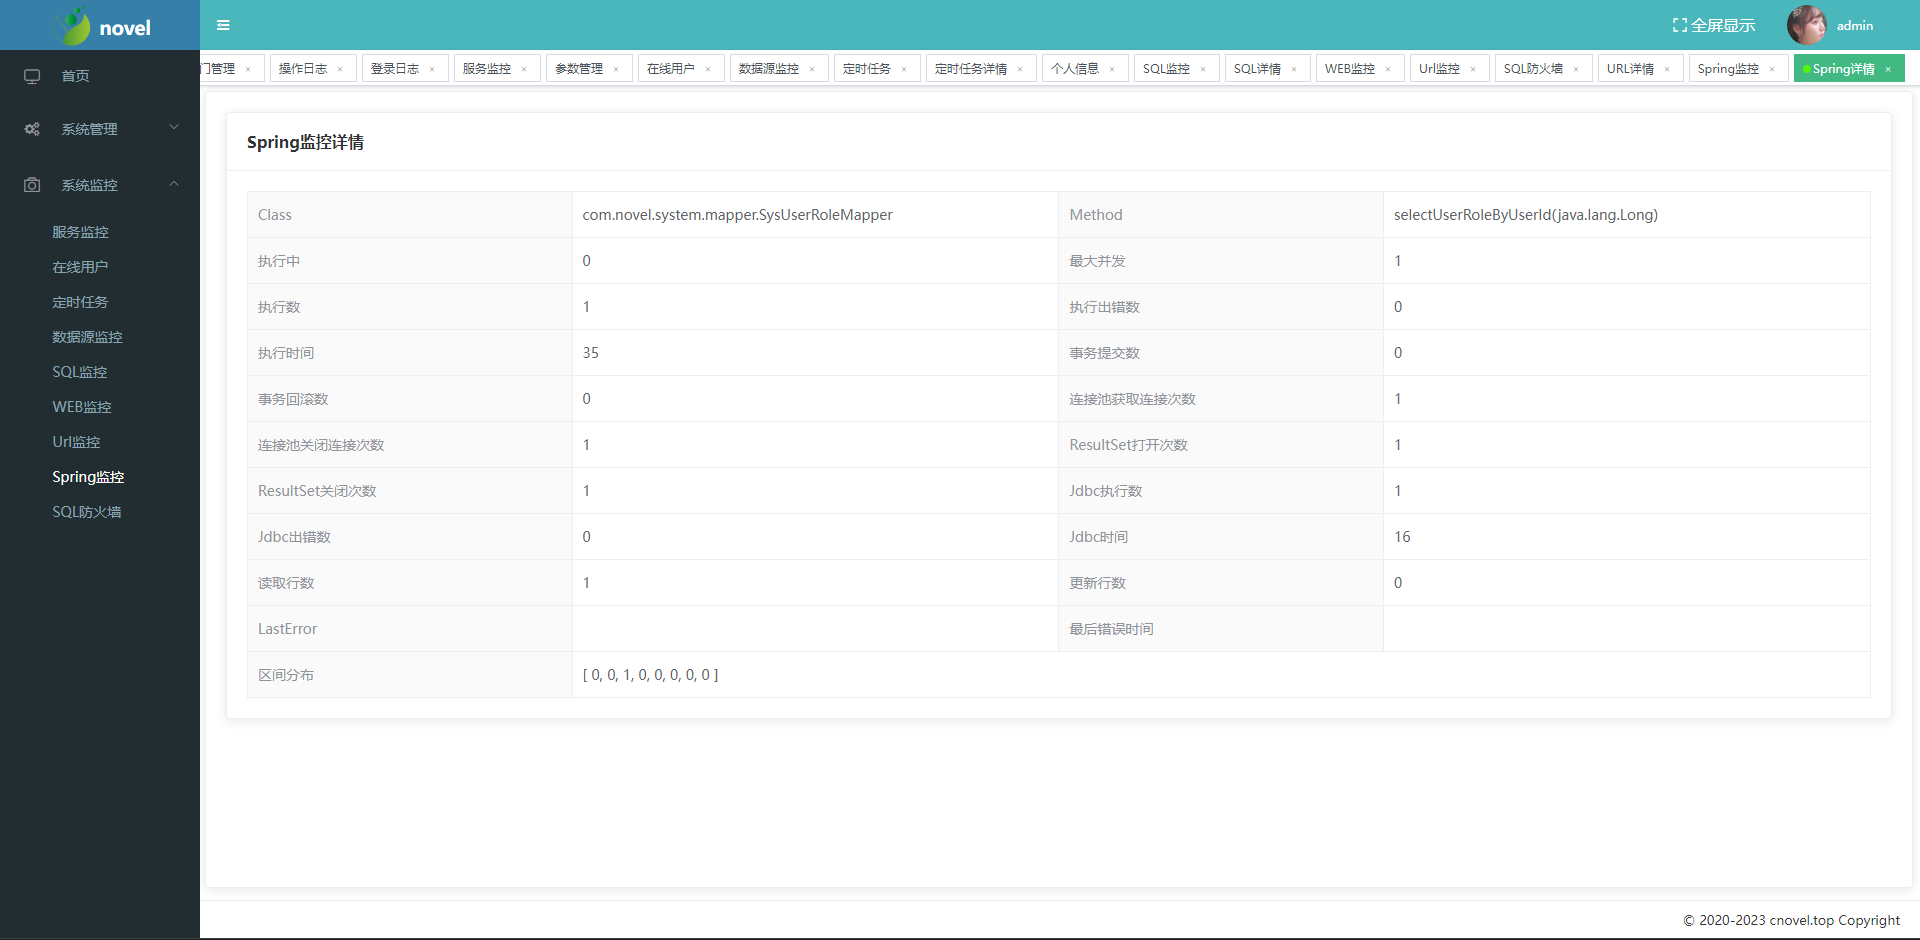 novel
全屏显示
admin
门管理 × 操作日志 × 登录日志 × 服务监控 × 参数管理 × 在线用户 × 数据源监控 × 定时任务 × 定时任务详情 × 个人信息 × SQL监控 × SQL详情 × WEB监控 × Url监控 × SQL防火墙 × URL详情 × Spring监控 × Spring详情 ×
首页
系统管理
系统监控
服务监控
在线用户
定时任务
数据源监控
SQL监控
WEB监控
Url监控
Spring监控
SQL防火墙
Spring监控详情
Class com.novel.system.mapper.SysUserRoleMapper Method selectUserRoleByUserId(java.lang.Long)
执行中 0 最大并发 1
执行数 1 执行出错数 0
执行时间 35 事务提交数 0
事务回滚数 0 连接池获取连接次数 1
连接池关闭连接次数 1 ResultSet打开次数 1
ResultSet关闭次数 1 Jdbc执行数 1
Jdbc出错数 0 Jdbc时间 16
读取行数 1 更新行数 0
LastError 最后错误时间
区间分布 [ 0, 0, 1, 0, 0, 0, 0, 0 ]
© 2020-2023 cnovel.top Copyright